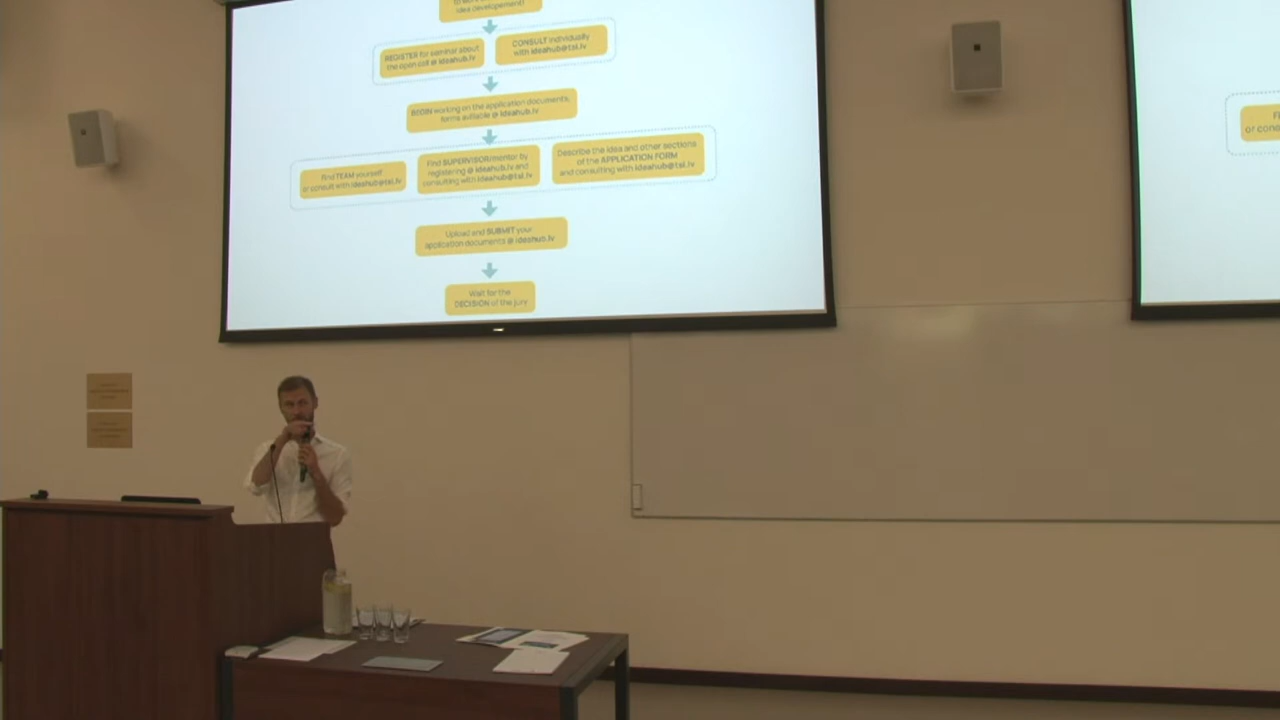 idea developement!
REGISTER for seminar about
the open call @ ideahub.lv
CONSULT individually
with ideahub@tsi.lv
BEGIN working on the application documents,
forms available @ ideahub.lv
Find TEAM yourself
or consult with ideahub@tsi.lv
Find SUPERVISOR/mentor by
registering @ ideahub.lv and
consulting with ideahub@tsi.lv
Describe the idea and other sections
of the APPLICATION FORM
and consulting with ideahub@tsi.lv
Upload and SUBMIT your
application documents @ ideahub.lv
Wait for the
DECISION of the jury
or